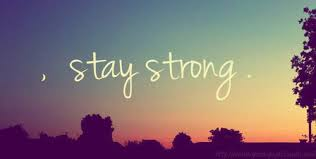 , stay strong .